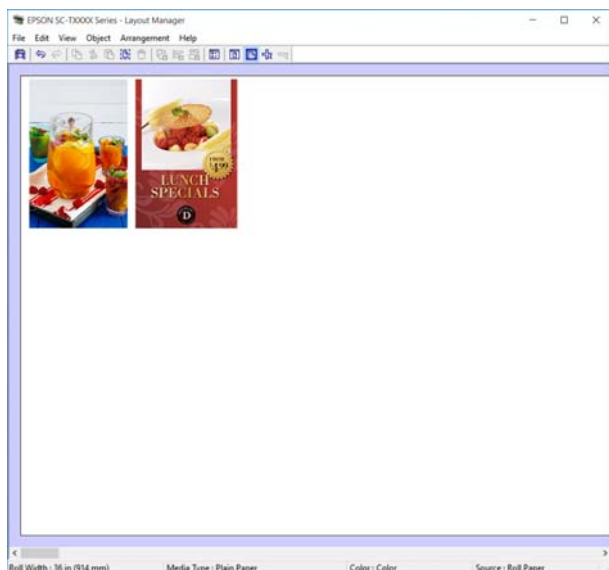 EPSON SC-TXXXX Series - Layout Manager
File Edit View Object Arrangement Help
FROM
$4.99
LUNCH
SPECIALS
D
Roll Width : 36 in (914 mm) Media Type : Plain Paper Color : Color Source : Roll Paper